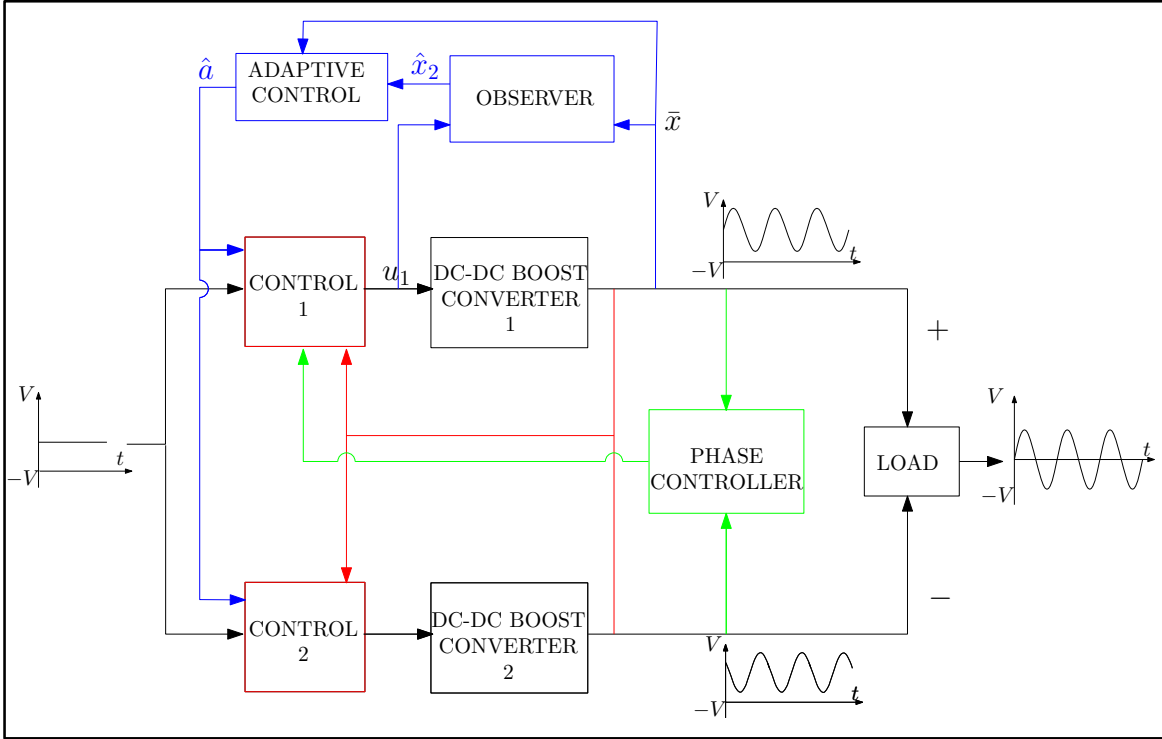 ADAPTIVE
CONTROL
â
x̂₂
OBSERVER
x̄
CONTROL
1
u₁
DC-DC BOOST
CONVERTER
1
V
−V
t
+
V
−V
t
PHASE
CONTROLLER
LOAD
V
−V
t
CONTROL
2
DC-DC BOOST
CONVERTER
2
−
V
−V
t